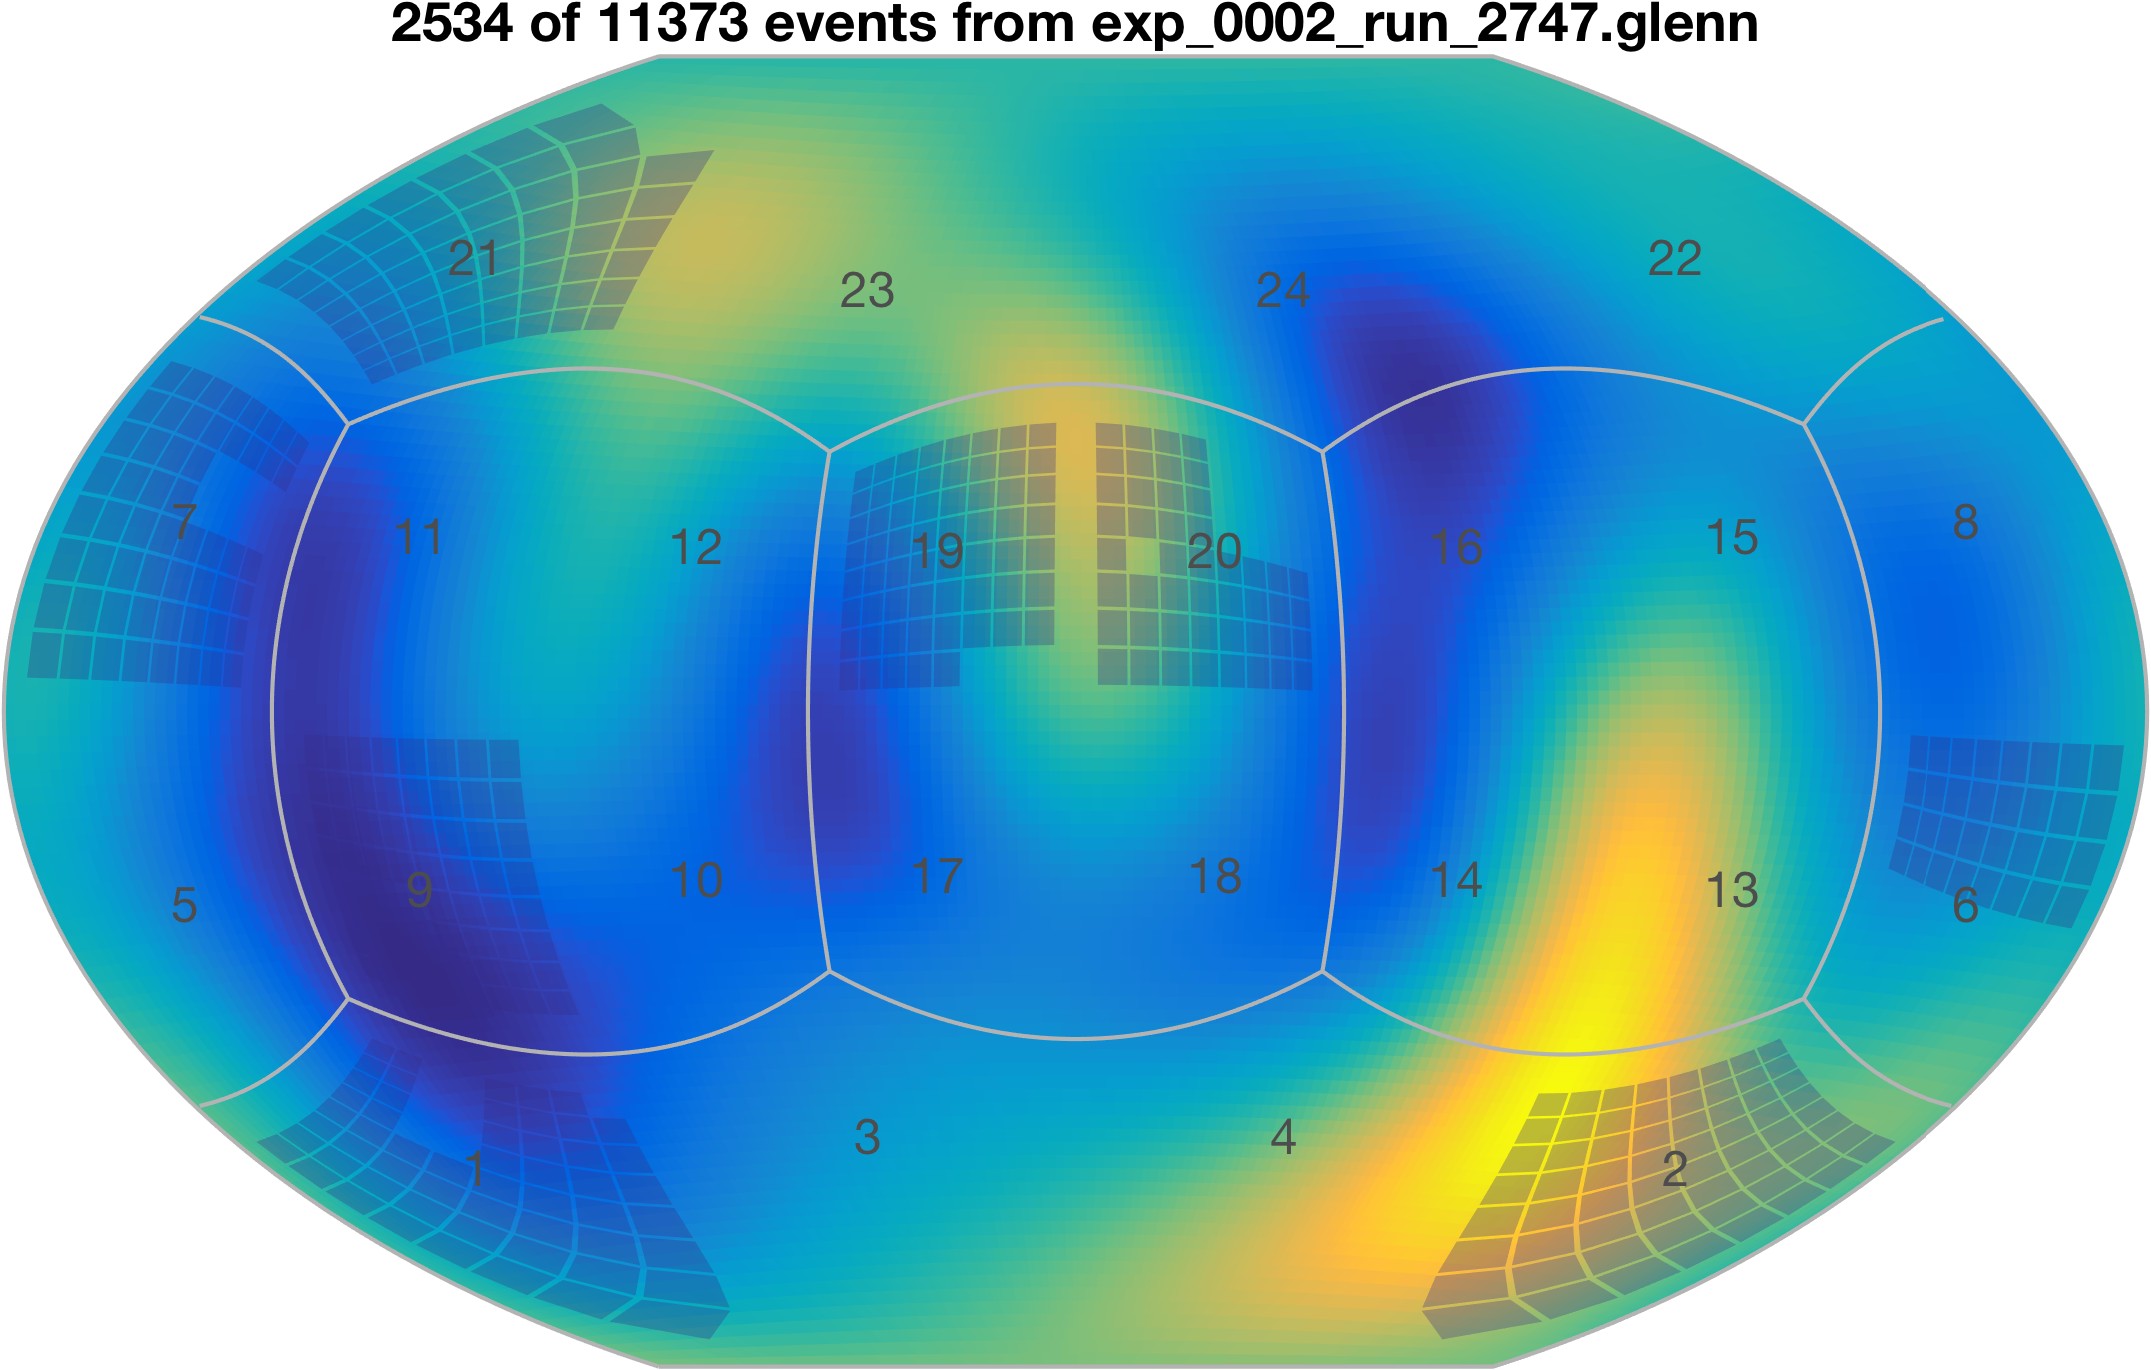 2534 of 11373 events from exp_0002_run_2747.glenn
21 23 24 22
7 11 12 19 20 16 15 8
5 9 10 17 18 14 13 6
1 3 4 2